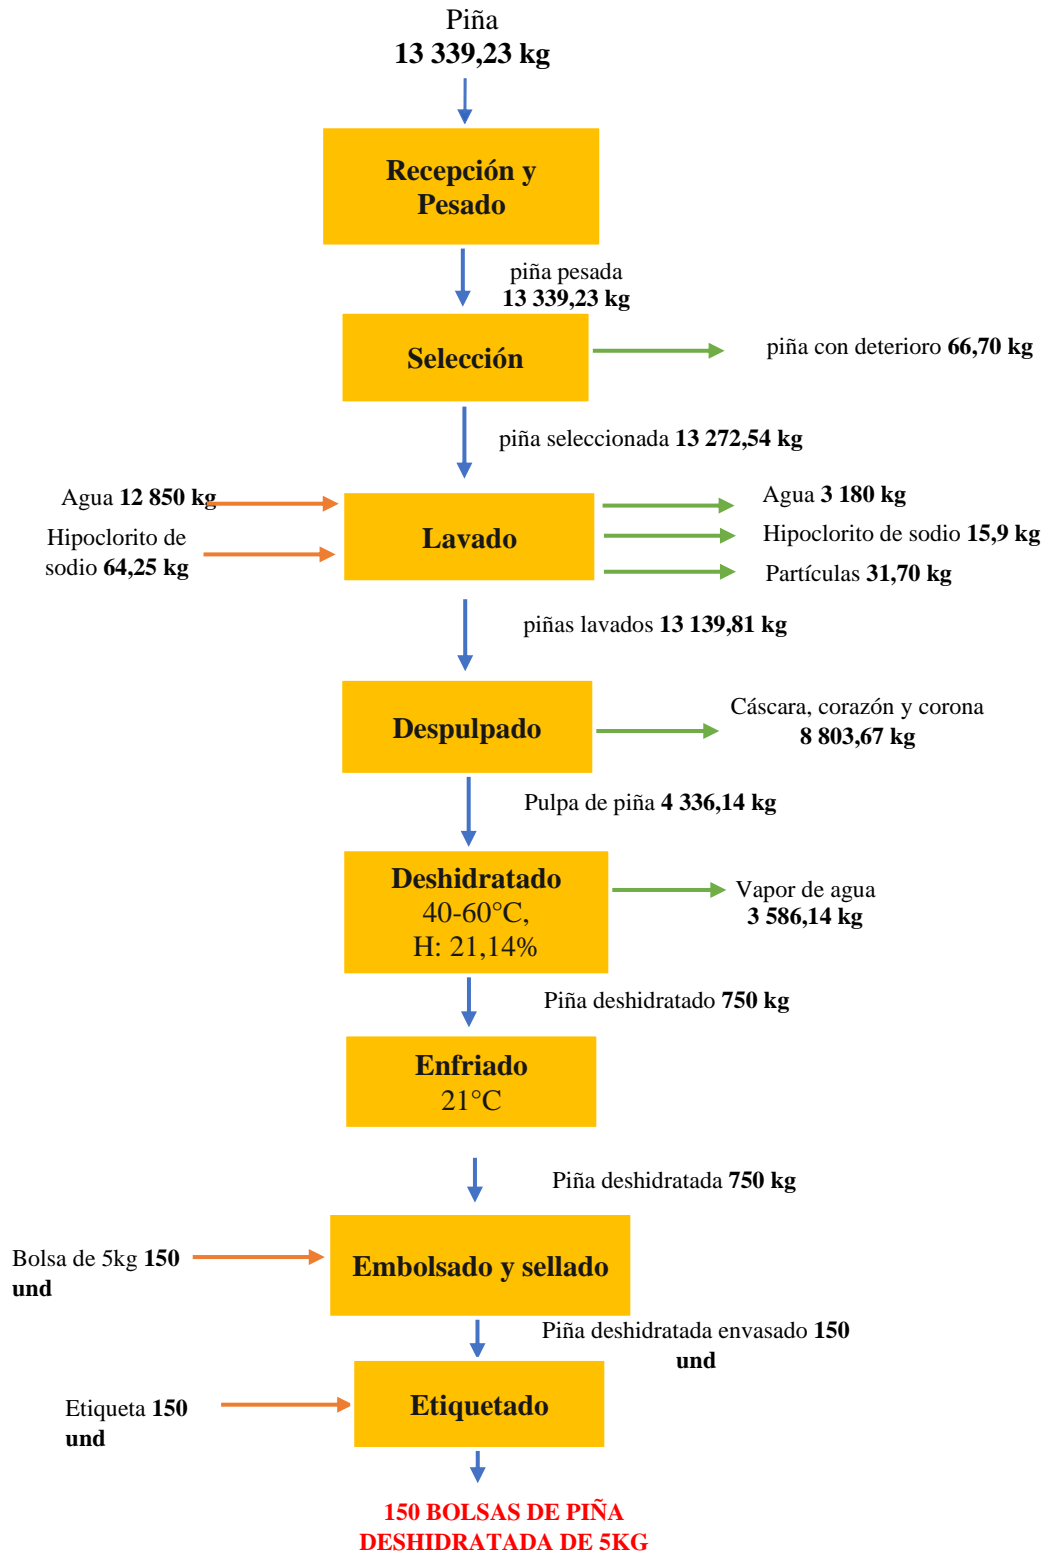 Piña
13 339,23 kg
Recepción y
Pesado
piña pesada
13 339,23 kg
Selección
piña con deterioro 66,70 kg
piña seleccionada 13 272,54 kg
Agua 12 850 kg
Hipoclorito de
sodio 64,25 kg
Lavado
Agua 3 180 kg
Hipoclorito de sodio 15,9 kg
Partículas 31,70 kg
piñas lavados 13 139,81 kg
Despulpado
Cáscara, corazón y corona
8 803,67 kg
Pulpa de piña 4 336,14 kg
Deshidratado
40-60°C,
H: 21,14%
Vapor de agua
3 586,14 kg
Piña deshidratado 750 kg
Enfriado
21°C
Piña deshidratada 750 kg
Bolsa de 5kg 150
und
Embolsado y sellado
Piña deshidratada envasado 150
und
Etiqueta 150
und
Etiquetado
150 BOLSAS DE PIÑA
DESHIDRATADA DE 5KG